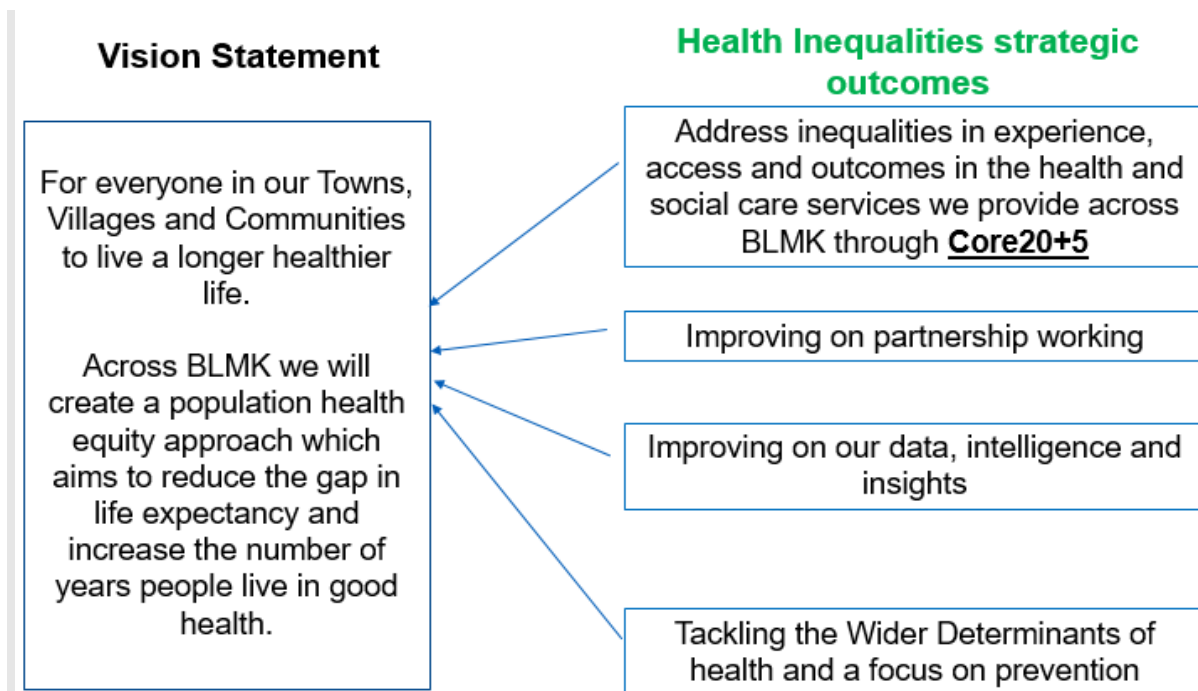 Vision Statement
For everyone in our Towns,
Villages and Communities
to live a longer healthier
life.
Across BLMK we will
create a population health
equity approach which
aims to reduce the gap in
life expectancy and
increase the number of
years people live in good
health.
Health Inequalities strategic
outcomes
Address inequalities in experience,
access and outcomes in the health and
social care services we provide across
BLMK through Core20+5
Improving on partnership working
Improving on our data, intelligence and
insights
Tackling the Wider Determinants of
health and a focus on prevention